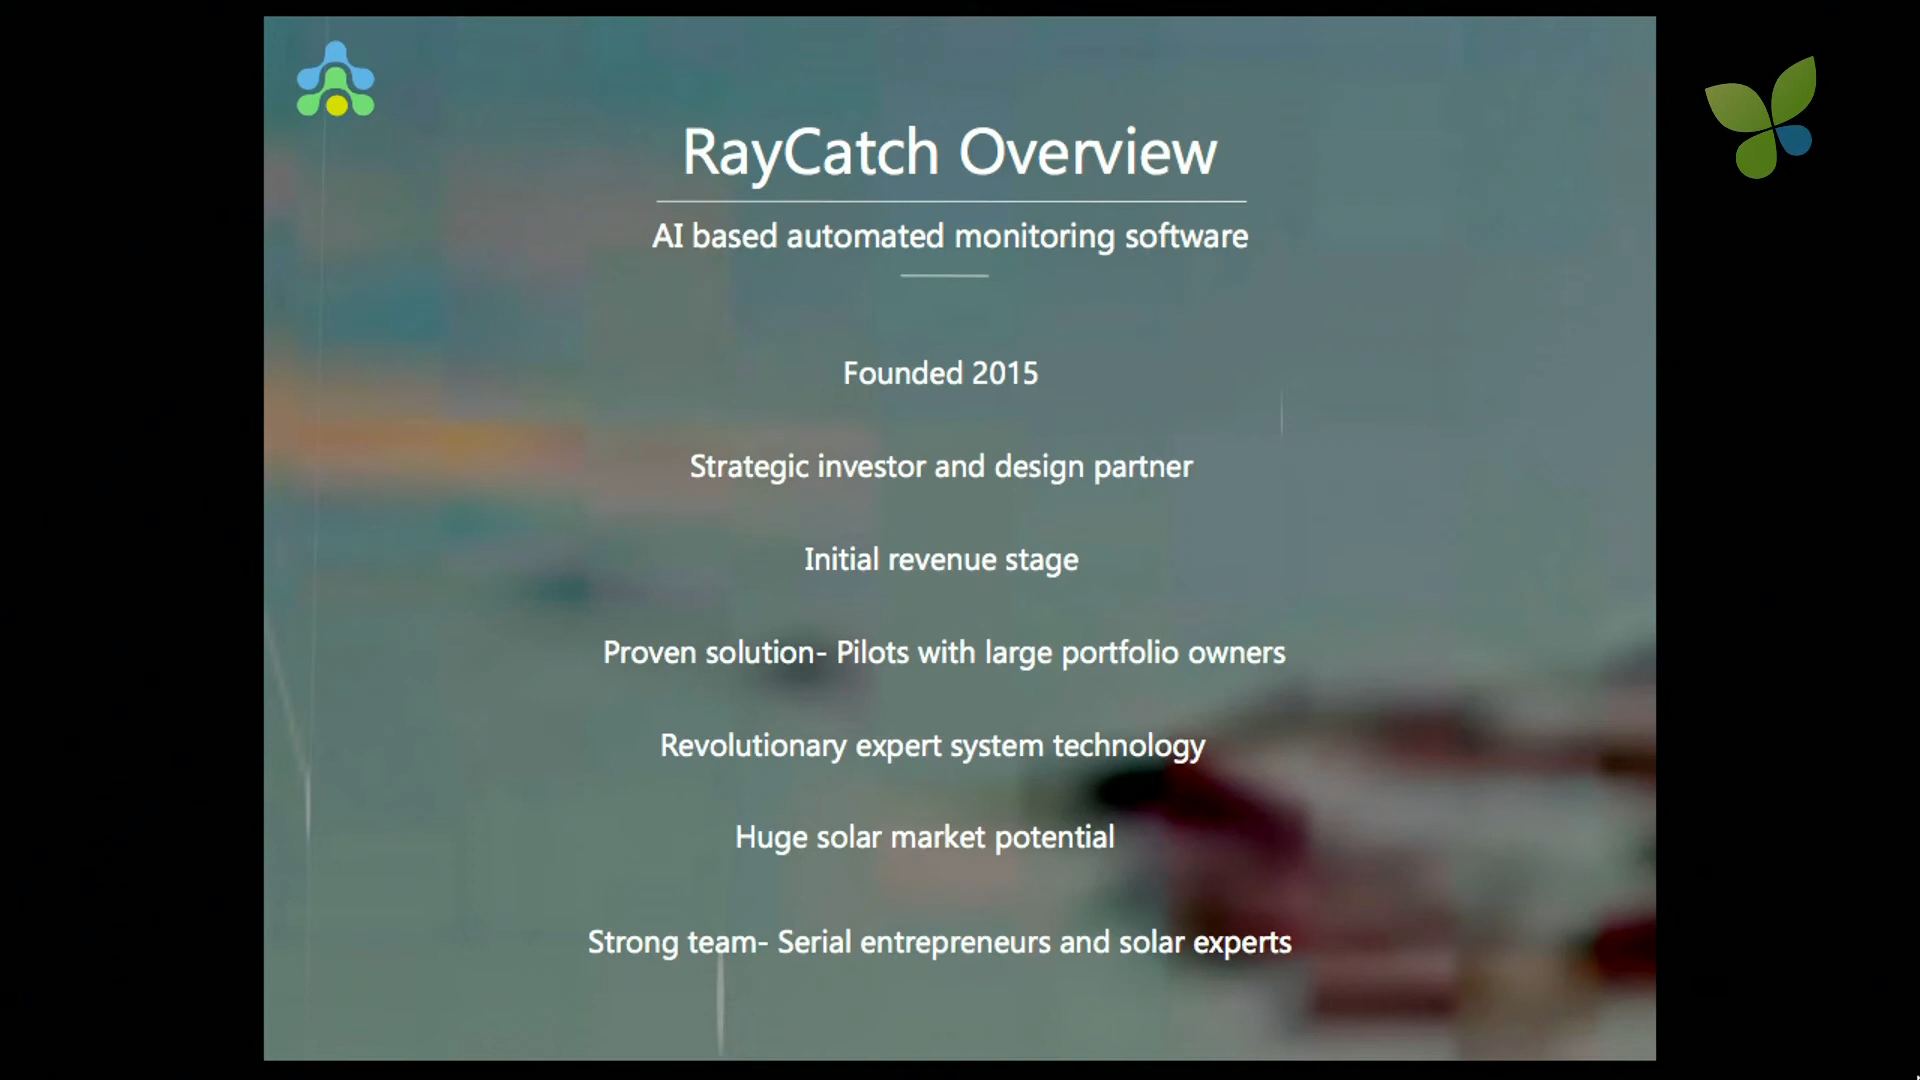 RayCatch Overview
AI based automated monitoring software
Founded 2015
Strategic investor and design partner
Initial revenue stage
Proven solution- Pilots with large portfolio owners
Revolutionary expert system technology
Huge solar market potential
Strong team- Serial entrepreneurs and solar experts